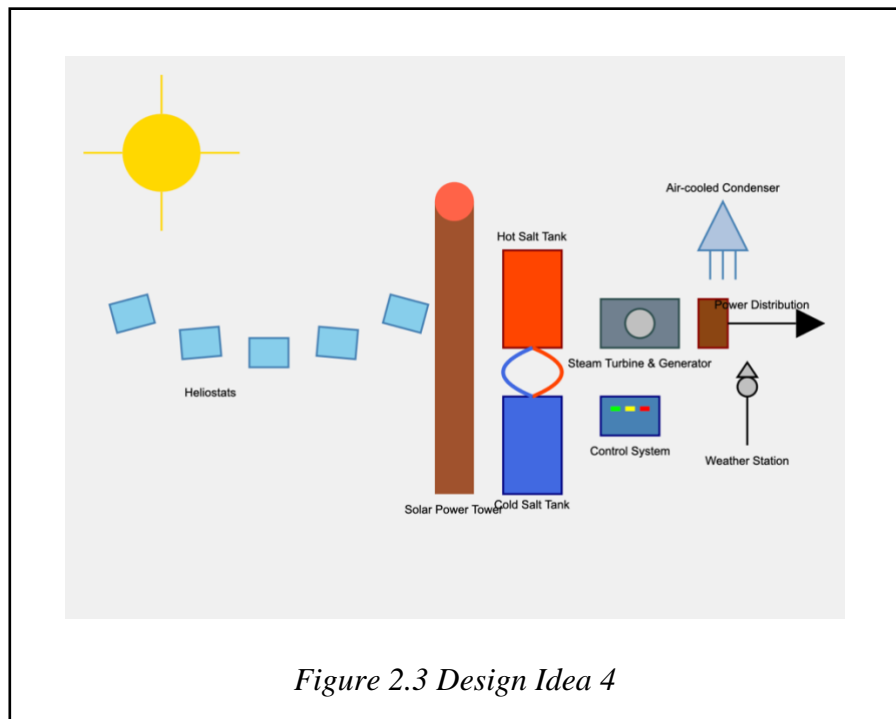 Air-cooled Condenser
Hot Salt Tank
Power Distribution
Steam Turbine & Generator
Heliostats
Control System
Weather Station
Solar Power Tower
Cold Salt Tank
Figure 2.3 Design Idea 4